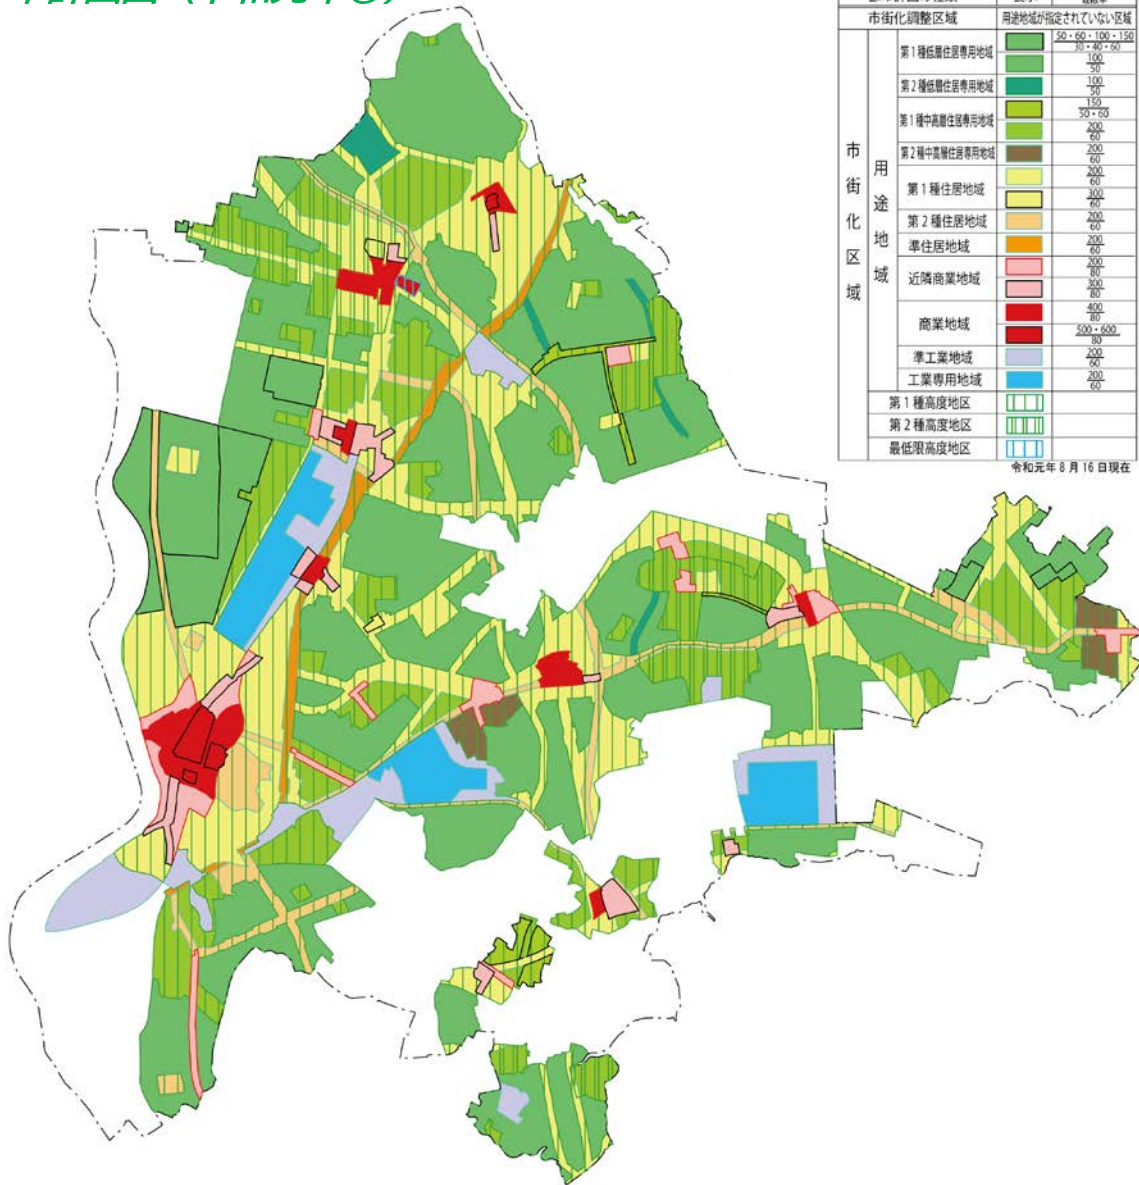 市街化調整区域 用途地域が指定されていない区域
市街化区域
用途地域
第1種低層住居専用地域 50・60・100・150
30・40・60
100
50
第2種低層住居専用地域 100
50
第1種中高層住居専用地域 150
50・60
200
60
第2種中高層住居専用地域 200
60
第1種住居地域 200
60
300
60
第2種住居地域 200
60
準住居地域 200
60
近隣商業地域 200
80
300
80
商業地域 400
80
500・600
80
準工業地域 200
60
工業専用地域 200
60
第1種高度地区
第2種高度地区
最低限高度地区
令和元年8月16日現在